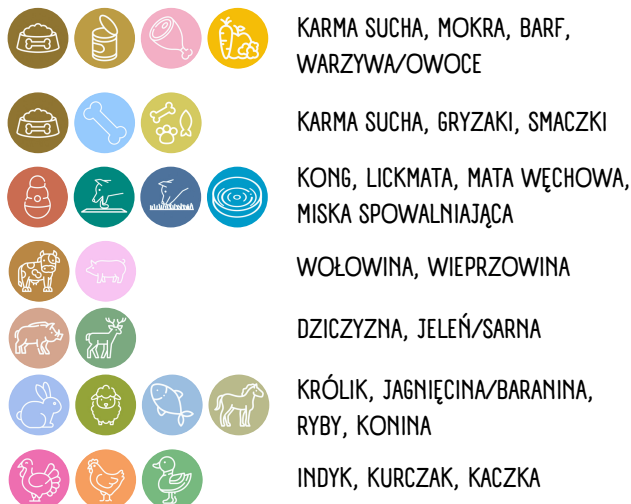 KARMA SUCHA, MOKRA, BARF,
WARZYWA/OWOCE
KARMA SUCHA, GRYZAKI, SMACZKI
KONG, LICKMATA, MATA WĘCHOWA,
MISKA SPOWALNIAJĄCA
WOŁOWINA, WIEPRZOWINA
DZICZYZNA, JELEŃ/SARNA
KRÓLIK, JAGNIĘCINA/BARANINA,
RYBY, KONINA
INDYK, KURCZAK, KACZKA